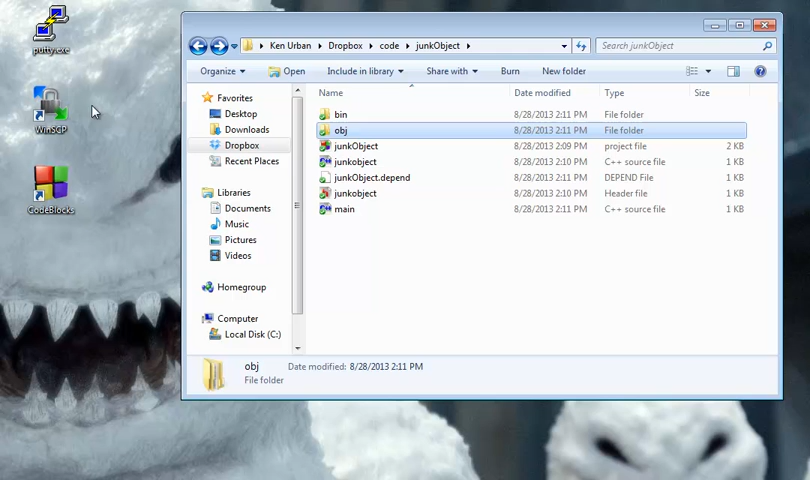 putty.exe
WinSCP
CodeBlocks
Ken Urban
Dropbox
code
junkObject
Search junkObject
Organize
Open
Include in library
Share with
Burn
New folder
Favorites
Desktop
Downloads
Dropbox
Recent Places
Libraries
Documents
Music
Pictures
Videos
Homegroup
Computer
Local Disk (C:)
Name Date modified Type Size
bin 8/28/2013 2:11 PM File folder
obj 8/28/2013 2:11 PM File folder
junkObject 8/28/2013 2:09 PM project file 2 KB
junkobject 8/28/2013 2:10 PM C++ source file 1 KB
junkObject.depend 8/28/2013 2:11 PM DEPEND File 1 KB
junkobject 8/28/2013 2:10 PM Header file 1 KB
main 8/28/2013 2:11 PM C++ source file 1 KB
obj Date modified: 8/28/2013 2:11 PM
File folder